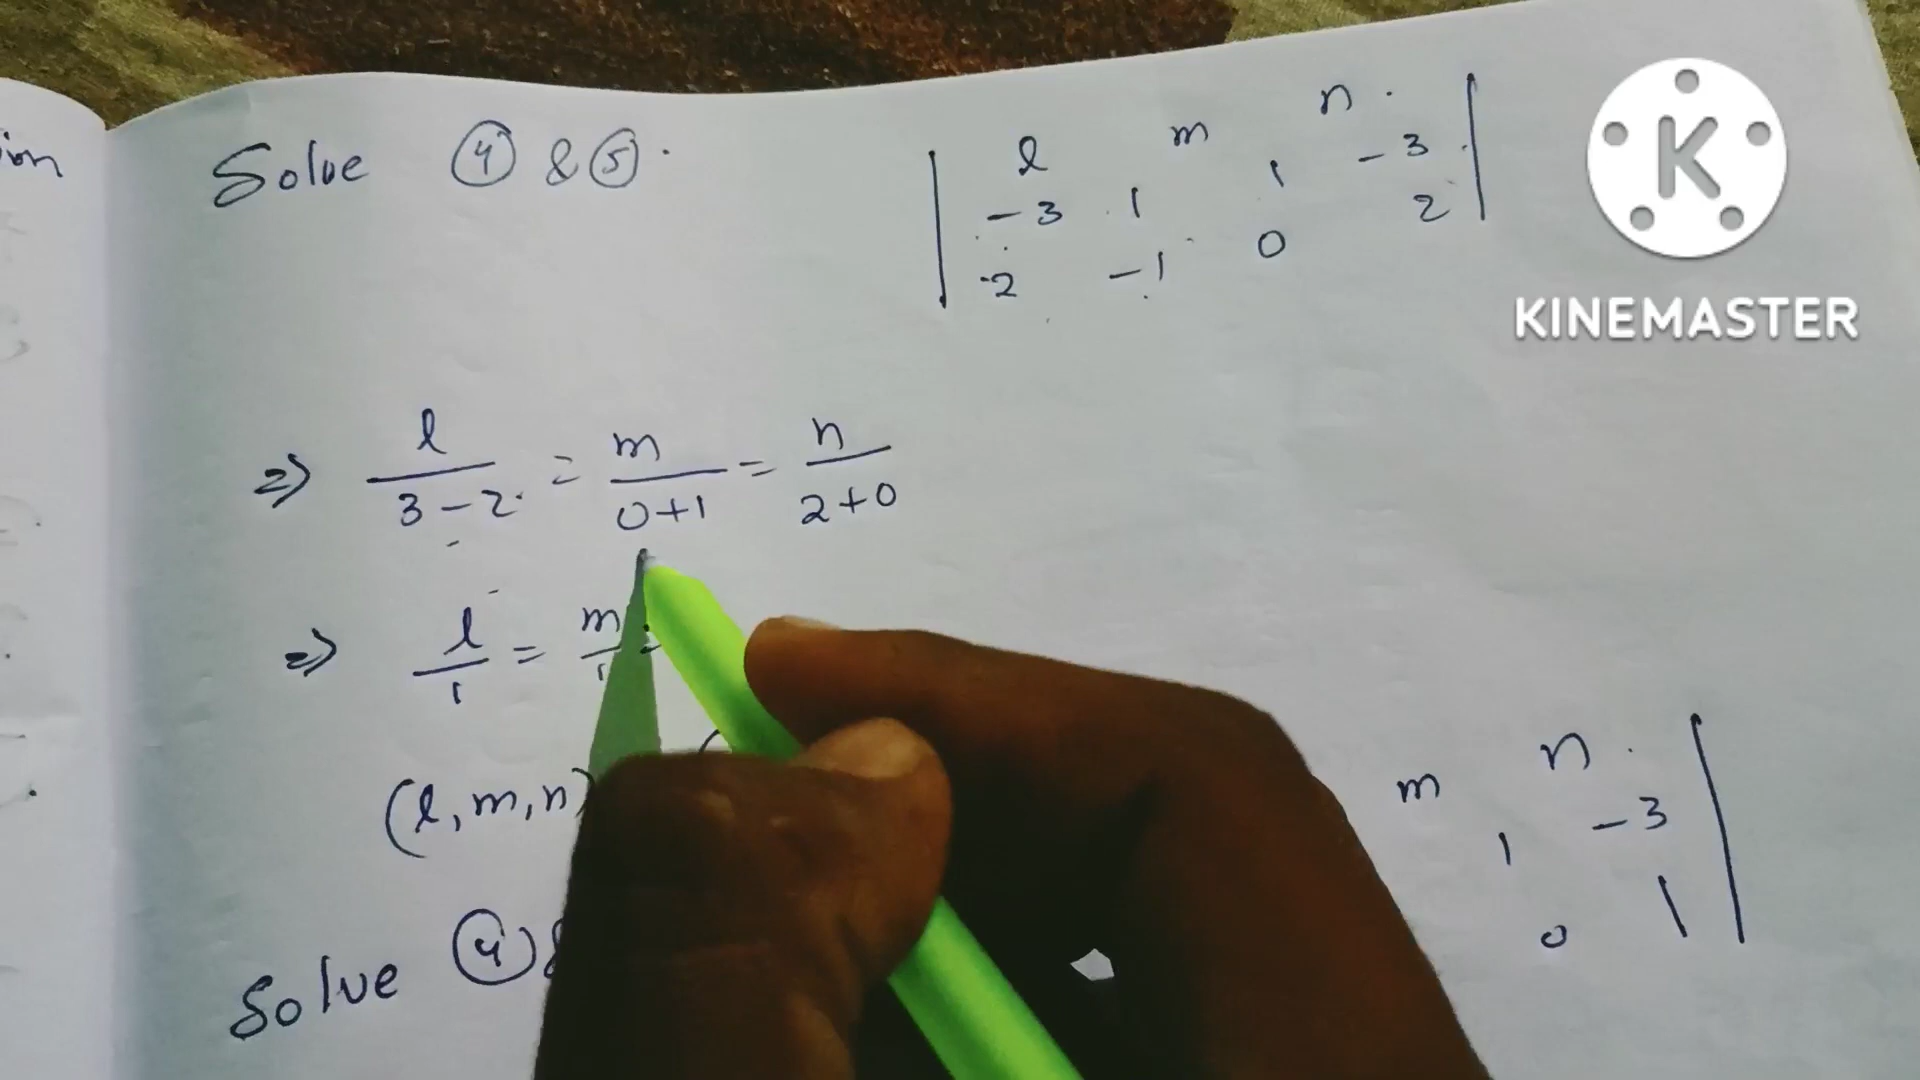 Solve ④ & ⑤.
l m n
-3 1 1 -3
2 -1 0 2
KINEMASTER
⇒ l/(3-2) = m/(0+1) = n/(2+0)
⇒ l/1 = m/1 =
(l, m, n)
m n
1 -3
0 1
Solve ④